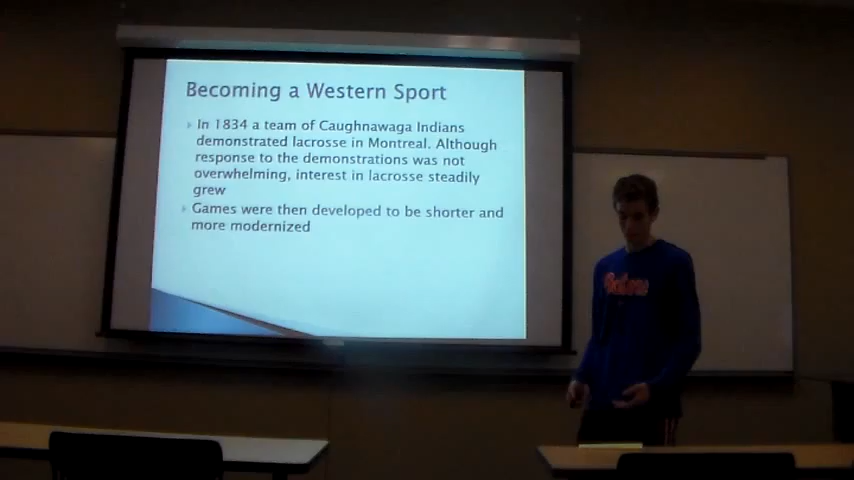 Becoming a Western Sport
In 1834 a team of Caughnawaga Indians
demonstrated lacrosse in Montreal. Although
response to the demonstrations was not
overwhelming, interest in lacrosse steadily
grew
Games were then developed to be shorter and
more modernized